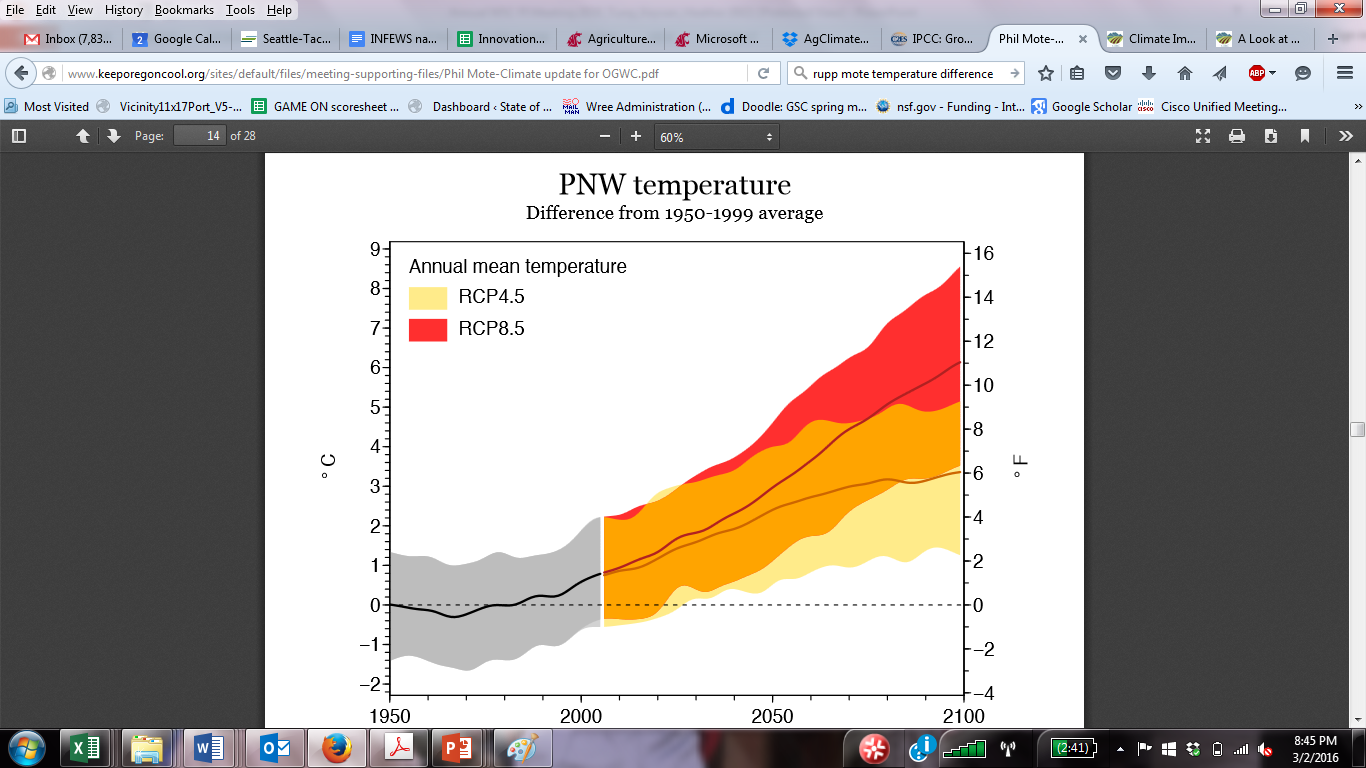 File Edit View History Bookmarks Tools Help
Inbox (7,83... Google Cal... Seattle-Tac... INFEWS na... Innovation... Agriculture... Microsoft ... AgClimate... IPCC: Gro... Phil Mote-... × Climate Im... A Look at ... +
www.keeporegoncool.org/sites/default/files/meeting-supporting-files/Phil Mote-Climate update for OGWC.pdf rupp mote temperature difference ABP
Most Visited Vicinity11x17Port_V5-... GAME ON scoresheet ... Dashboard ‹ State of ... Wree Administration (... Doodle: GSC spring m... nsf.gov - Funding - Int... Google Scholar Cisco Unified Meeting... »
Page: 14 of 28 − + 60%
PNW temperature
Difference from 1950-1999 average
Annual mean temperature
RCP4.5
RCP8.5
° C
9
8
7
6
5
4
3
2
1
0
−1
−2
16
14
12
10
8
6
4
2
0
−2
−4
° F
1950 2000 2050 2100
(2:41) 8:45 PM
3/2/2016